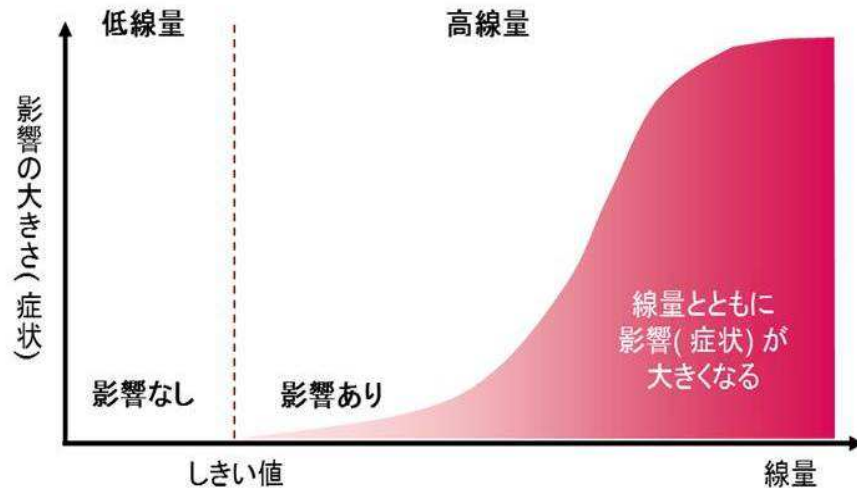 低線量
高線量
影響の大きさ(症状)
線量とともに
影響(症状)が
大きくなる
影響なし
影響あり
しきい値
線量